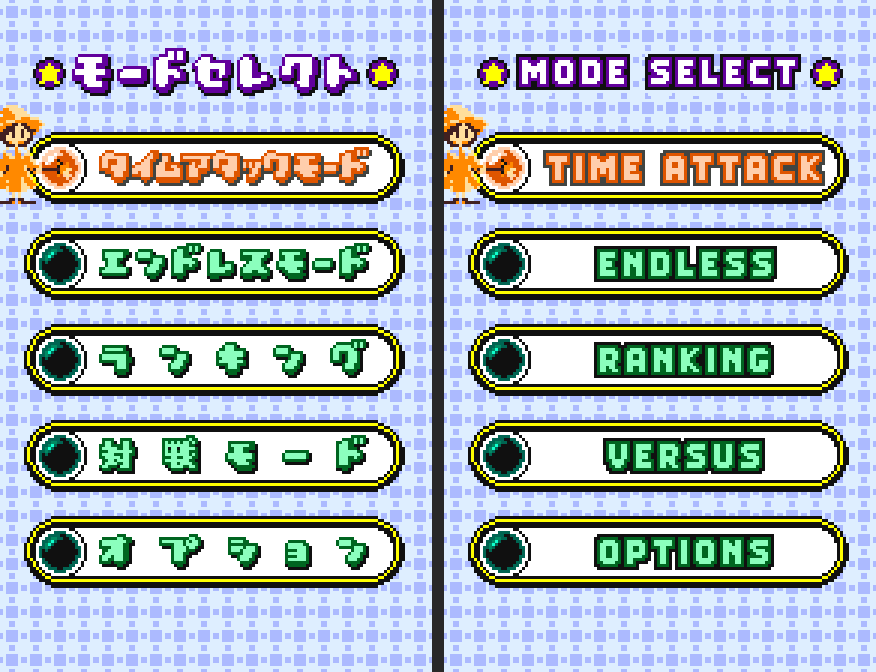 モードセレクト
タイムアタックモード
エンドレスモード
ランキング
対戦モード
オプション
MODE SELECT
TIME ATTACK
ENDLESS
RANKING
VERSUS
OPTIONS